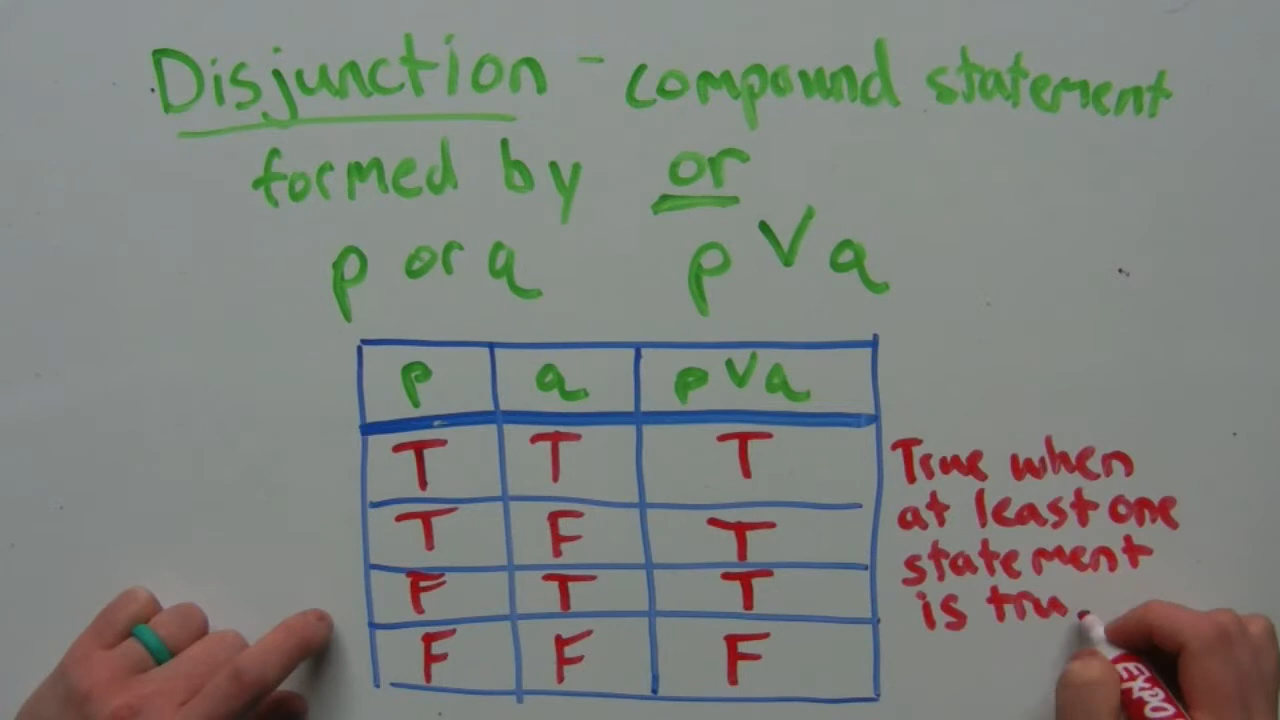 Disjunction - compound statement
formed by or
p or q p V q
p q p V q
T T T
T F T
F T T
F F F
True when
at least one
statement
is tru
EXPO